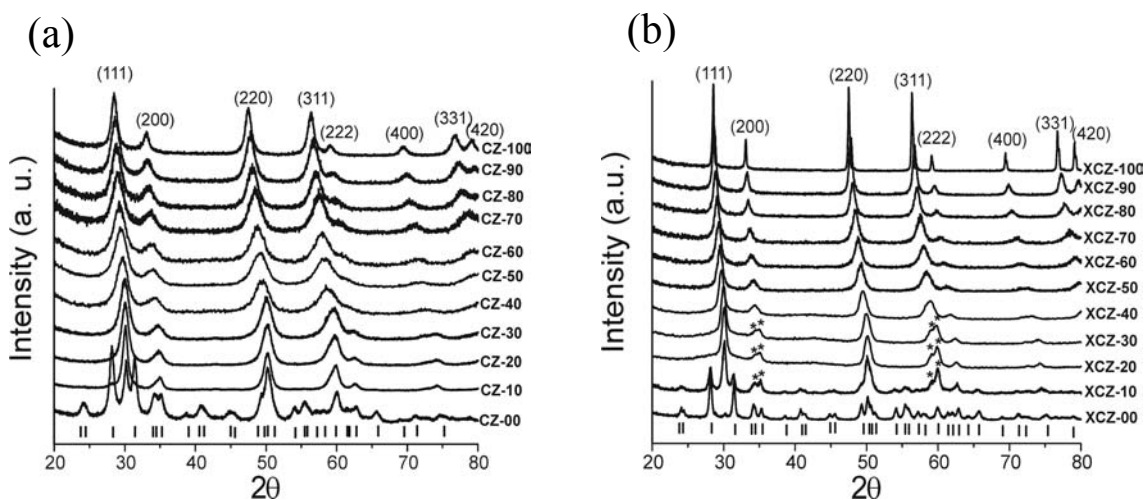 (a)
(111)
(200)
(220)
(311)
(222)
(400)
(331)
(420)
CZ-100
CZ-90
CZ-80
CZ-70
CZ-60
CZ-50
CZ-40
CZ-30
CZ-20
CZ-10
CZ-00
Intensity (a. u.)
20 30 40 50 60 70 80
2θ
(b)
(111)
(200)
(220)
(311)
(222)
(400)
(331)
(420)
XCZ-100
XCZ-90
XCZ-80
XCZ-70
XCZ-60
XCZ-50
XCZ-40
XCZ-30
XCZ-20
XCZ-10
XCZ-00
* *
* *
* *
* *
* *
* *
Intensity (a. u.)
20 30 40 50 60 70 80
2θ